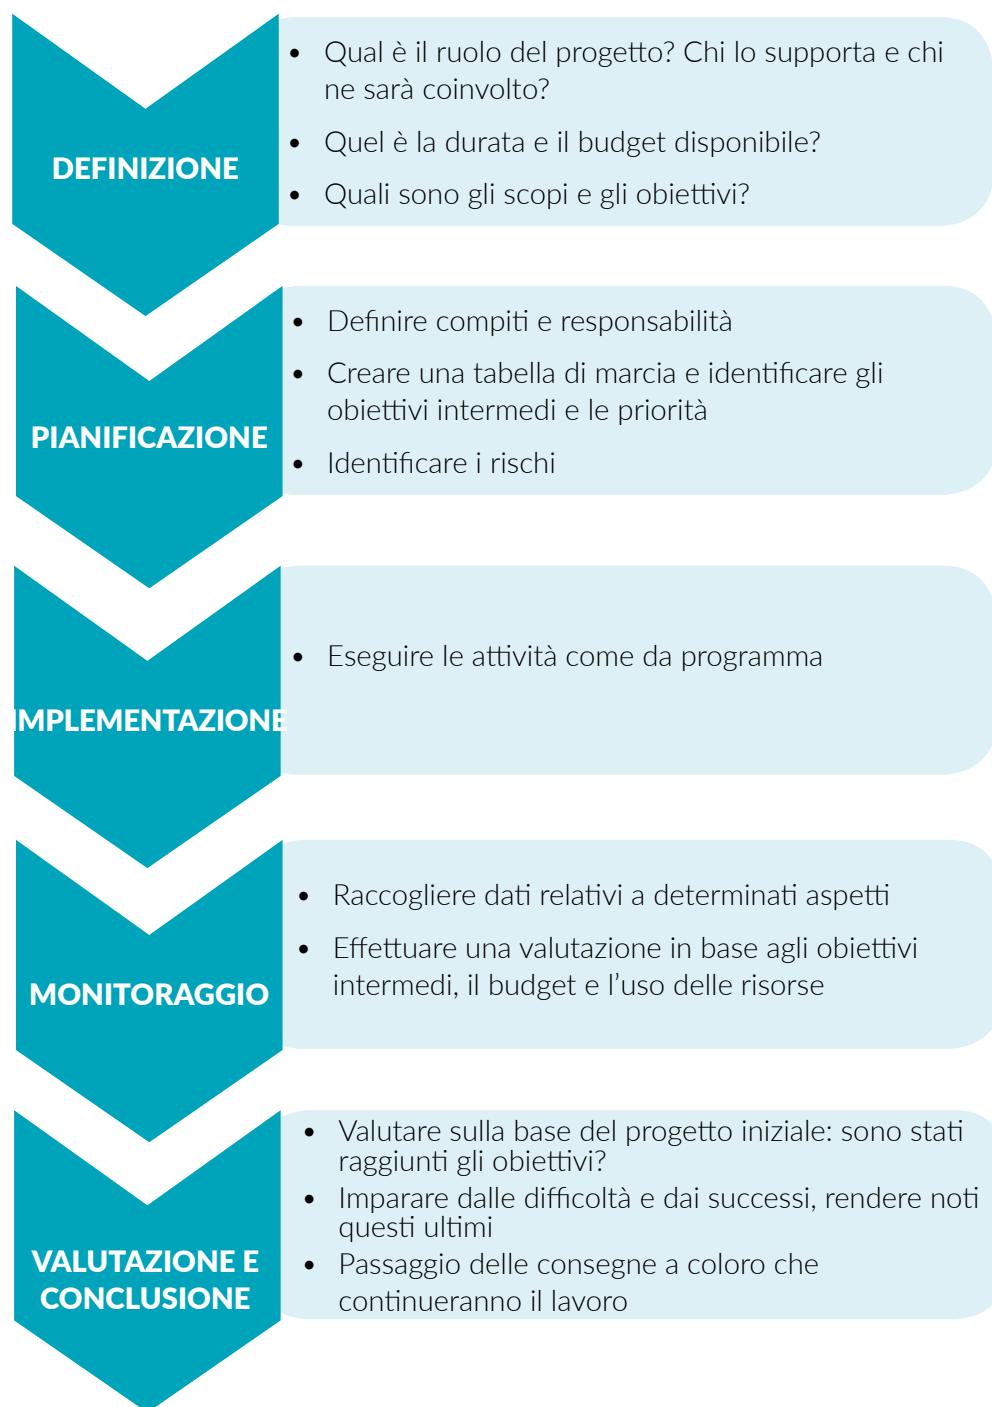 DEFINIZIONE
• Qual è il ruolo del progetto? Chi lo supporta e chi
ne sarà coinvolto?
• Quel è la durata e il budget disponibile?
• Quali sono gli scopi e gli obiettivi?
PIANIFICAZIONE
• Definire compiti e responsabilità
• Creare una tabella di marcia e identificare gli
obiettivi intermedi e le priorità
• Identificare i rischi
IMPLEMENTAZIONE
• Eseguire le attività come da programma
MONITORAGGIO
• Raccogliere dati relativi a determinati aspetti
• Effettuare una valutazione in base agli obiettivi
intermedi, il budget e l’uso delle risorse
VALUTAZIONE E
CONCLUSIONE
• Valutare sulla base del progetto iniziale: sono stati
raggiunti gli obiettivi?
• Imparare dalle difficoltà e dai successi, rendere noti
questi ultimi
• Passaggio delle consegne a coloro che
continueranno il lavoro